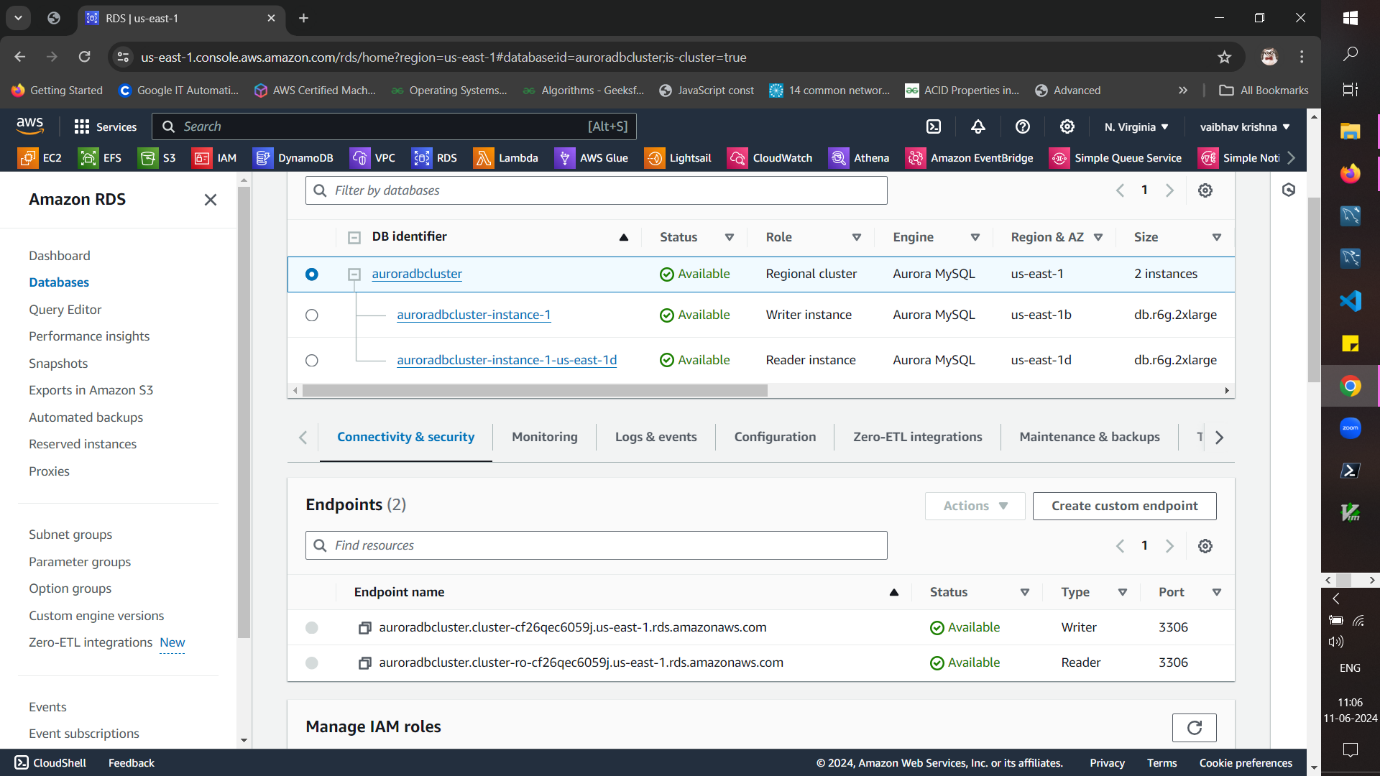 RDS | us-east-1
us-east-1.console.aws.amazon.com/rds/home?region=us-east-1#database:id=auroradbcluster;is-cluster=true
Getting Started Google IT Automati... AWS Certified Mach... Operating Systems... Algorithms - Geeksf... JavaScript const 14 common networ... ACID Properties in... Advanced » All Bookmarks
aws Services Search [Alt+S] N. Virginia vaibhav krishna
EC2 EFS S3 IAM DynamoDB VPC RDS Lambda AWS Glue Lightsail CloudWatch Athena Amazon EventBridge Simple Queue Service Simple Noti
Amazon RDS
Dashboard
Databases
Query Editor
Performance insights
Snapshots
Exports in Amazon S3
Automated backups
Reserved instances
Proxies
Subnet groups
Parameter groups
Option groups
Custom engine versions
Zero-ETL integrations New
Events
Event subscriptions
Filter by databases 1
DB identifier Status Role Engine Region & AZ Size
auroradbcluster Available Regional cluster Aurora MySQL us-east-1 2 instances
auroradbcluster-instance-1 Available Writer instance Aurora MySQL us-east-1b db.r6g.2xlarge
auroradbcluster-instance-1-us-east-1d Available Reader instance Aurora MySQL us-east-1d db.r6g.2xlarge
Connectivity & security Monitoring Logs & events Configuration Zero-ETL integrations Maintenance & backups T
Endpoints (2) Actions Create custom endpoint
Find resources 1
Endpoint name Status Type Port
auroradbcluster.cluster-cf26qec6059j.us-east-1.rds.amazonaws.com Available Writer 3306
auroradbcluster.cluster-ro-cf26qec6059j.us-east-1.rds.amazonaws.com Available Reader 3306
Manage IAM roles
CloudShell Feedback © 2024, Amazon Web Services, Inc. or its affiliates. Privacy Terms Cookie preferences
zoom
ENG
11:06
11-06-2024